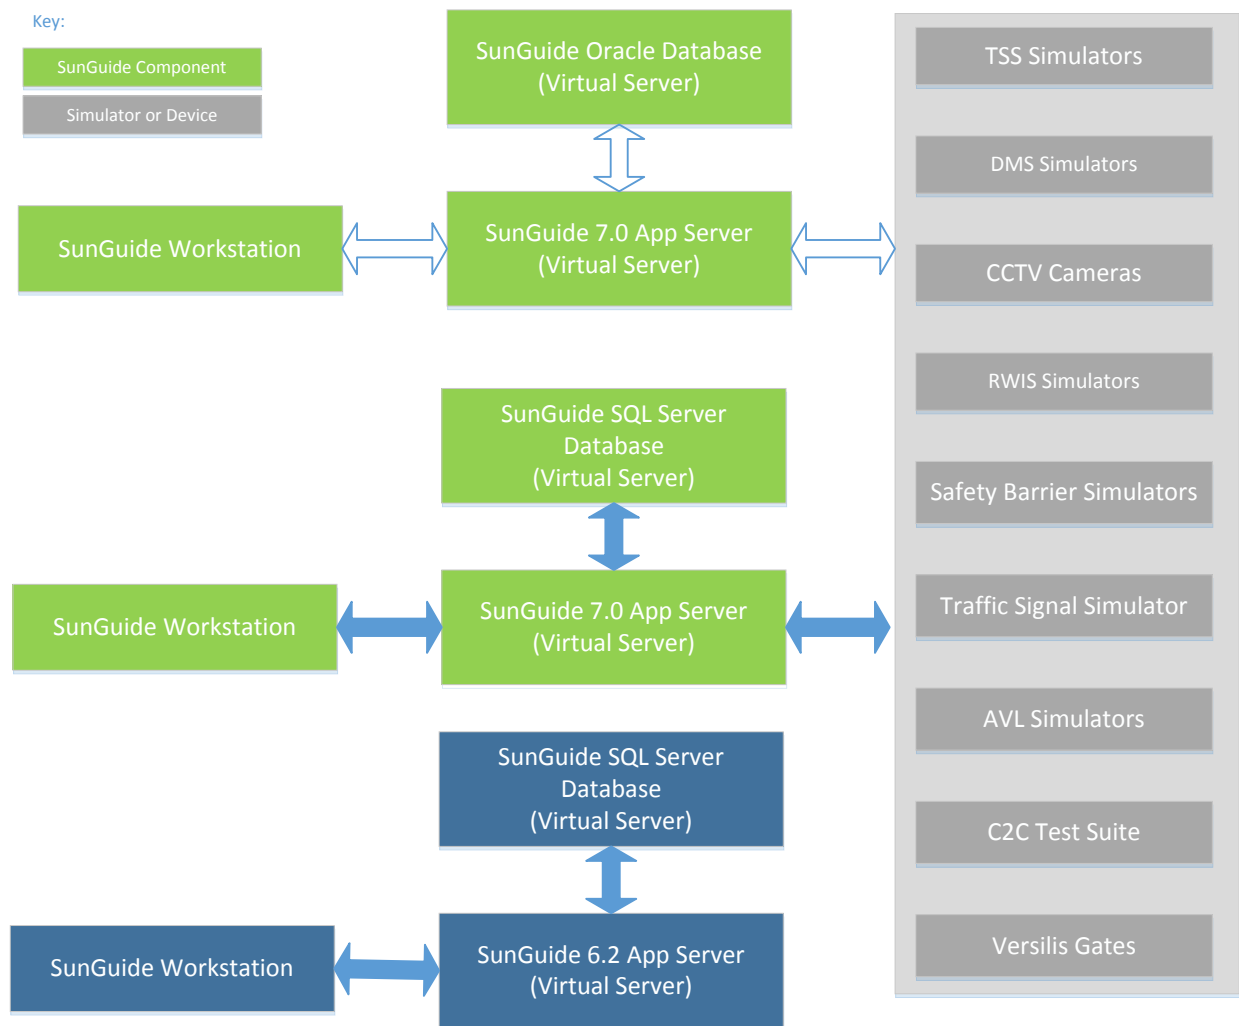 Key:
SunGuide Component
Simulator or Device
SunGuide Oracle Database
(Virtual Server)
SunGuide Workstation
SunGuide 7.0 App Server
(Virtual Server)
SunGuide SQL Server
Database
(Virtual Server)
SunGuide Workstation
SunGuide 7.0 App Server
(Virtual Server)
SunGuide SQL Server
Database
(Virtual Server)
SunGuide Workstation
SunGuide 6.2 App Server
(Virtual Server)
TSS Simulators
DMS Simulators
CCTV Cameras
RWIS Simulators
Safety Barrier Simulators
Traffic Signal Simulator
AVL Simulators
C2C Test Suite
Versilis Gates